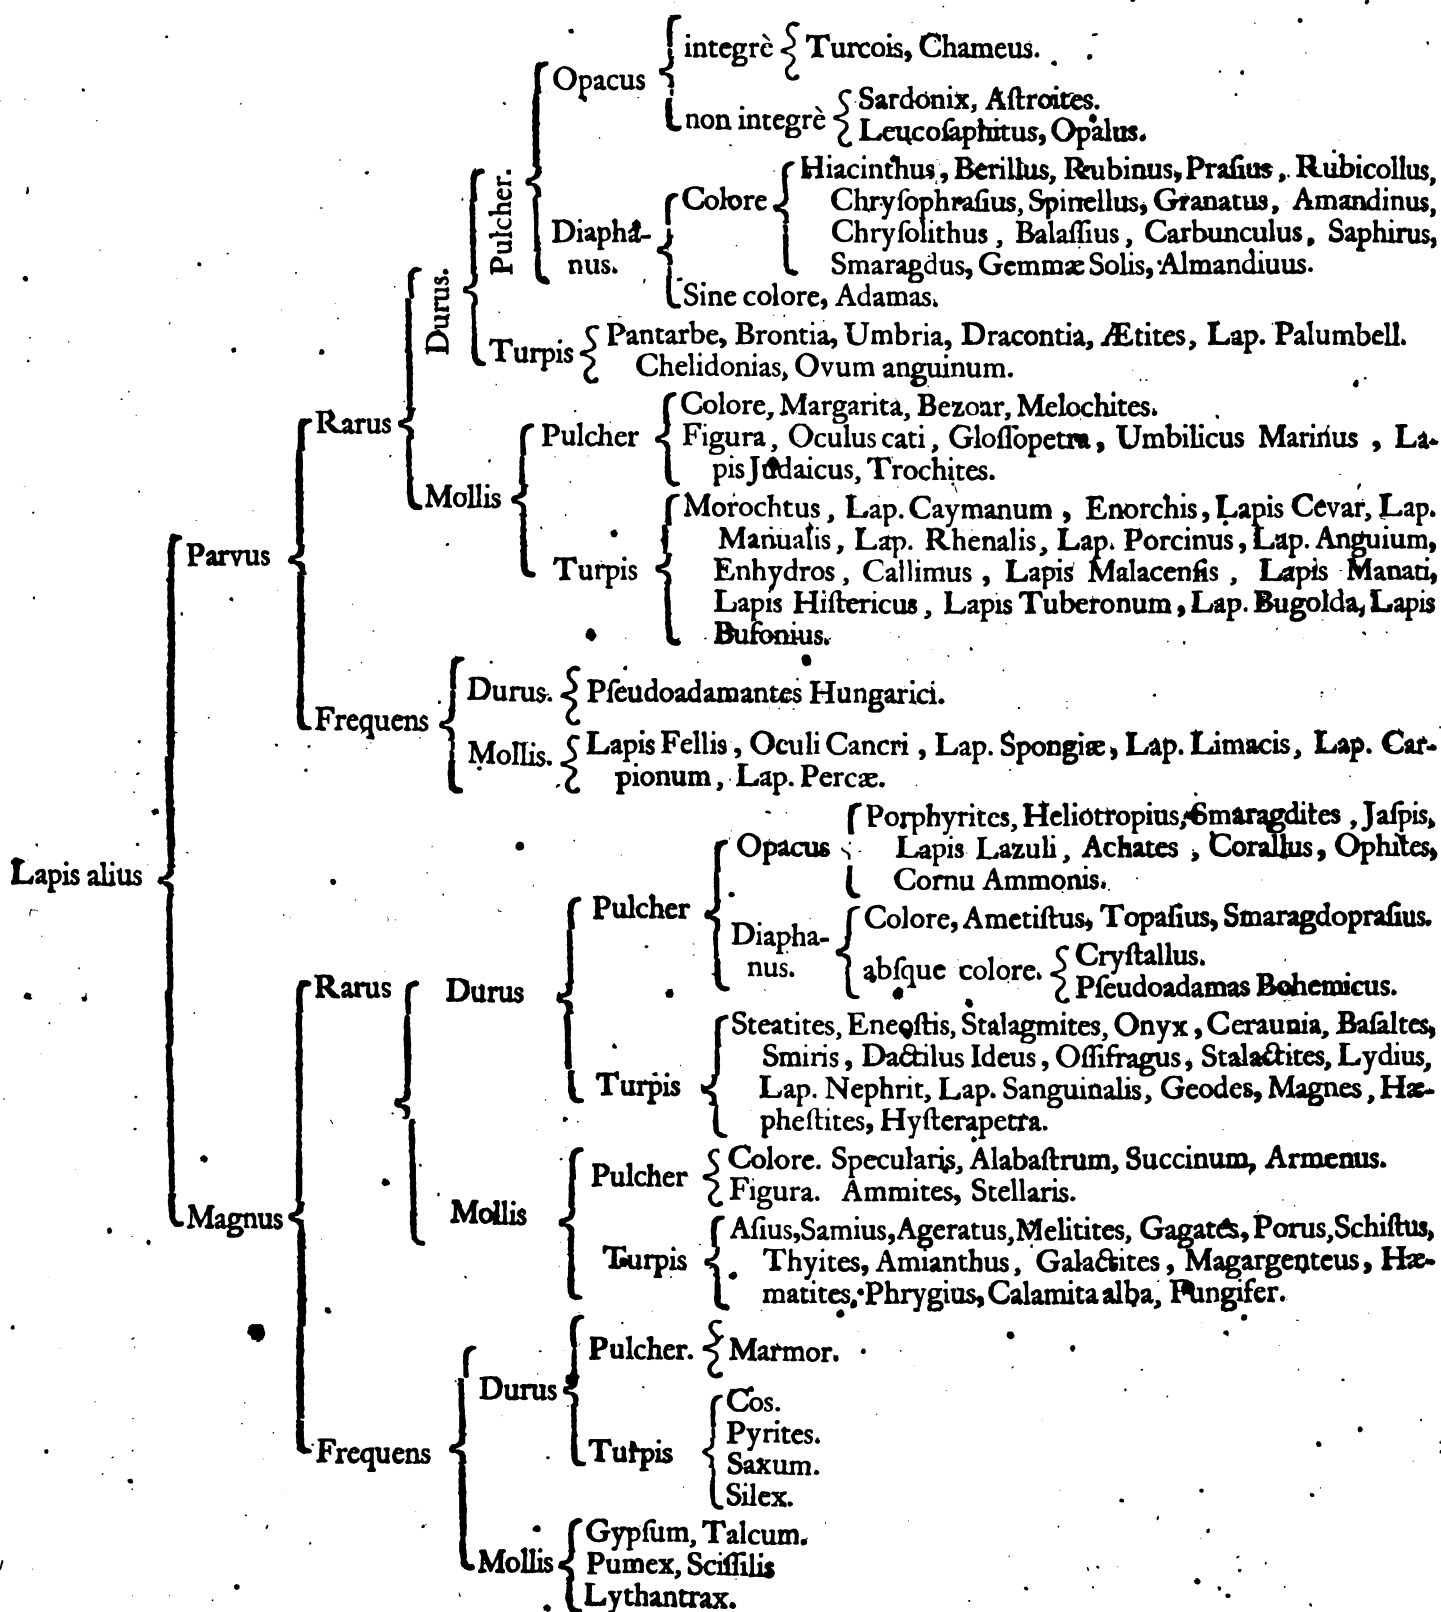 Opacus
integrè Turcois, Chameus.
non integrè Sardonix, Aſtroites.
Leucoſaphitus, Opalus.
Pulcher.
Diapha-
nus.
Colore Hiacinthus, Berillus, Rubinus, Praſius, Rubicollus,
Chryſophraſius, Spinellus, Granatus, Amandinus,
Chryſolithus, Balaſſius, Carbunculus, Saphirus,
Smaragdus, Gemmæ Solis, Almandiuus.
Sine colore, Adamas.
Durus.
Turpis Pantarbe, Brontia, Umbria, Dracontia, Ætites, Lap. Palumbell.
Chelidonias, Ovum anguinum.
Rarus
Mollis
Pulcher Colore, Margarita, Bezoar, Melochites.
Figura, Oculus cati, Gloſſopetra, Umbilicus Marinus, La-
pis Judaicus, Trochites.
Turpis Morochtus, Lap. Caymanum, Enorchis, Lapis Cevar, Lap.
Manualis, Lap. Rhenalis, Lap. Porcinus, Lap. Anguium,
Enhydros, Callimus, Lapis Malacenſis, Lapis Manati,
Lapis Hiſtericus, Lapis Tuberonum, Lap. Bugolda, Lapis
Bufonius.
Parvus
Frequens
Durus. Pſeudoadamantes Hungarici.
Mollis. Lapis Fellis, Oculi Cancri, Lap. Spongiæ, Lap. Limacis, Lap. Car-
pionum, Lap. Percæ.
Lapis alius
Magnus
Rarus
Durus
Pulcher
Opacus Porphyrites, Heliotropius, Smaragdites, Jaſpis,
Lapis Lazuli, Achates, Corallus, Ophites,
Cornu Ammonis.
Diapha-
nus.
Colore, Ametiſtus, Topaſius, Smaragdopraſius.
abſque colore. Cryſtallus.
Pſeudoadamas Bohemicus.
Turpis Steatites, Eneoſtis, Stalagmites, Onyx, Ceraunia, Baſaltes,
Smiris, Dactilus Ideus, Oſſifragus, Stalactites, Lydius,
Lap. Nephrit, Lap. Sanguinalis, Geodes, Magnes, Hæ-
pheſtites, Hyſterapetra.
Mollis
Pulcher Colore. Specularis, Alabaſtrum, Succinum, Armenus.
Figura. Ammites, Stellaris.
Turpis Aſius, Samius, Ageratus, Melitites, Gagates, Porus, Schiſtus,
Thyites, Amianthus, Galactites, Magargenteus, Hæ-
matites, Phrygius, Calamita alba, Fungifer.
Frequens
Durus
Pulcher. Marmor.
Turpis Cos.
Pyrites.
Saxum.
Silex.
Mollis Gypſum, Talcum.
Pumex, Sciſſilis
Lythantrax.